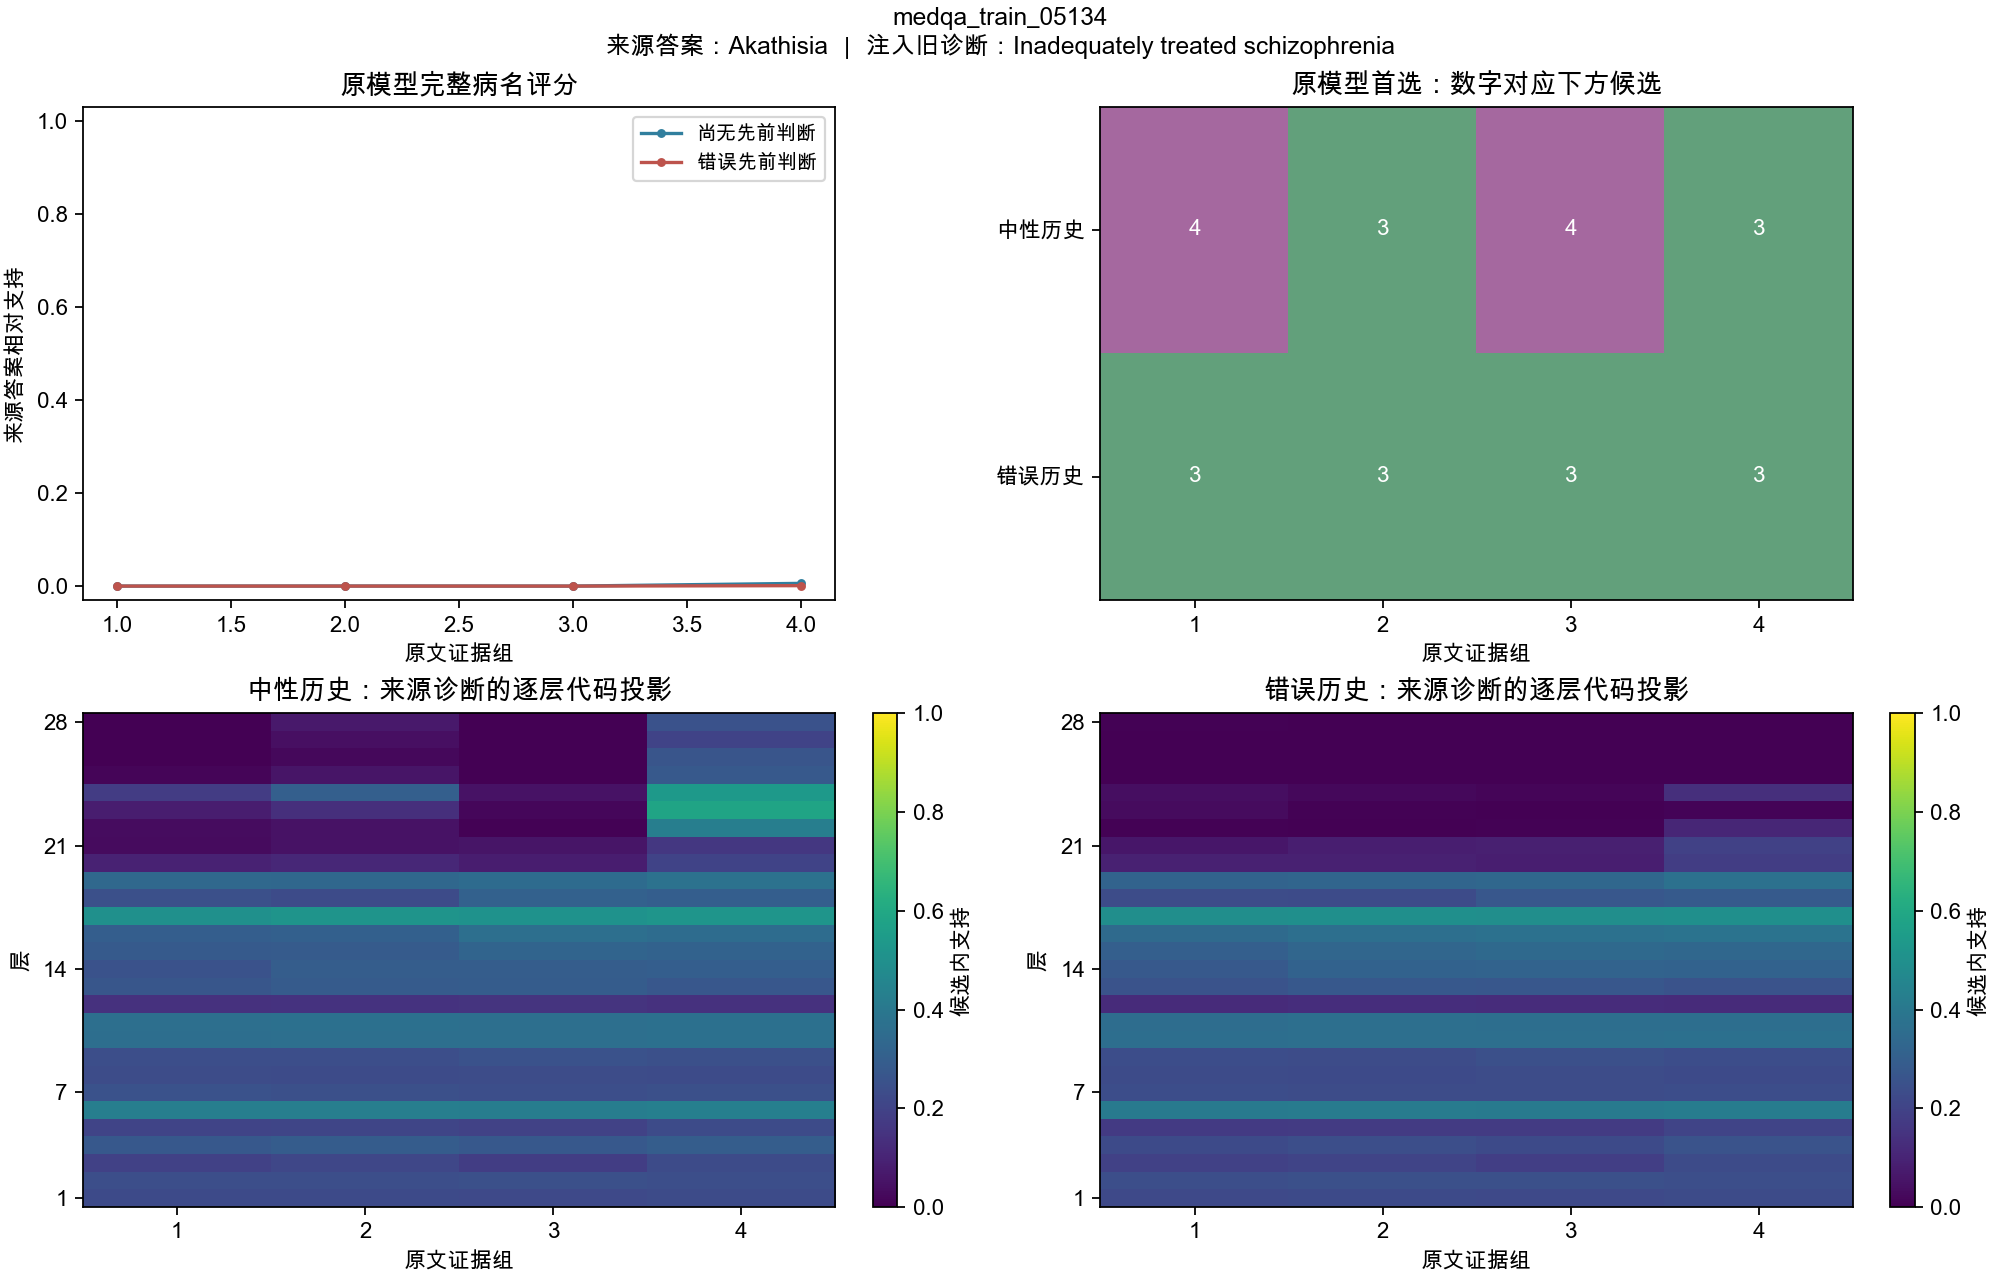 medqa_train_05134
来源答案：Akathisia | 注入旧诊断：Inadequately treated schizophrenia
原模型完整病名评分
1.0
0.8
0.6
0.4
0.2
0.0
来源答案相对支持
尚无先前判断
错误先前判断
1.0 1.5 2.0 2.5 3.0 3.5 4.0
原文证据组
原模型首选：数字对应下方候选
中性历史
4 3 4 3
错误历史
3 3 3 3
1 2 3 4
原文证据组
中性历史：来源诊断的逐层代码投影
28
21
14
7
1
层
1 2 3 4
原文证据组
1.0
0.8
0.6
0.4
0.2
0.0
候选内支持
错误历史：来源诊断的逐层代码投影
28
21
14
7
1
层
1 2 3 4
原文证据组
1.0
0.8
0.6
0.4
0.2
0.0
候选内支持